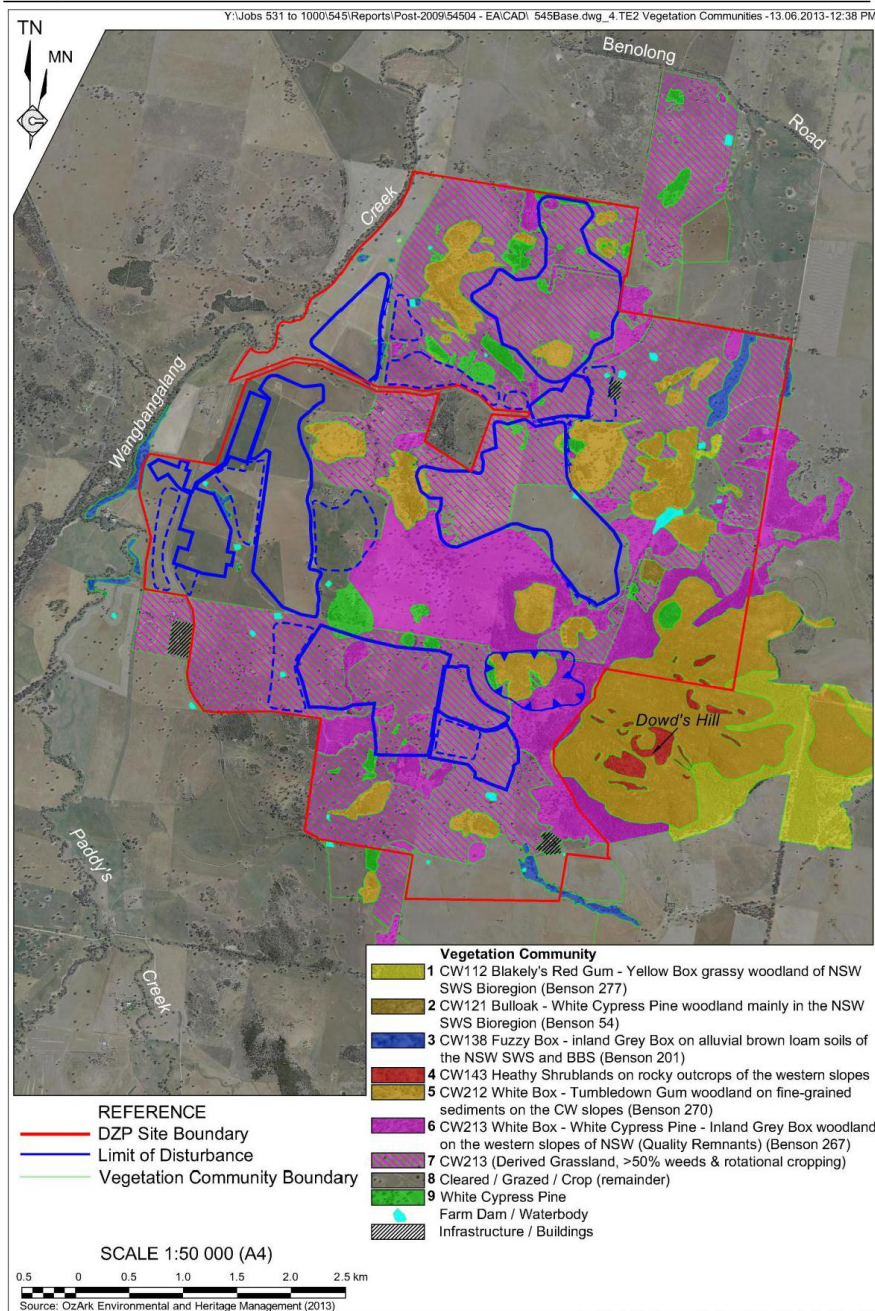 Y:\Jobs 531 to 1000\545\Reports\Post-2009\54504 - EA\CAD\ 545Base.dwg_4.TE2 Vegetation Communities -13.06.2013-12:38 PM
TN
MN
Benolong
Road
Creek
Wangbangalang
Dowd's Hill
Paddy's
Creek
Vegetation Community
1 CW112 Blakely's Red Gum - Yellow Box grassy woodland of NSW
SWS Bioregion (Benson 277)
2 CW121 Bulloak - White Cypress Pine woodland mainly in the NSW
SWS Bioregion (Benson 54)
3 CW138 Fuzzy Box - inland Grey Box on alluvial brown loam soils of
the NSW SWS and BBS (Benson 201)
4 CW143 Heathy Shrublands on rocky outcrops of the western slopes
5 CW212 White Box - Tumbledown Gum woodland on fine-grained
sediments on the CW slopes (Benson 270)
6 CW213 White Box - White Cypress Pine - Inland Grey Box woodland
on the western slopes of NSW (Quality Remnants) (Benson 267)
7 CW213 (Derived Grassland, >50% weeds & rotational cropping)
8 Cleared / Grazed / Crop (remainder)
9 White Cypress Pine
Farm Dam / Waterbody
Infrastructure / Buildings
REFERENCE
DZP Site Boundary
Limit of Disturbance
Vegetation Community Boundary
SCALE 1:50 000 (A4)
0.5 0 0.5 1.0 1.5 2.0 2.5 km
Source: OzArk Environmental and Heritage Management (2013)